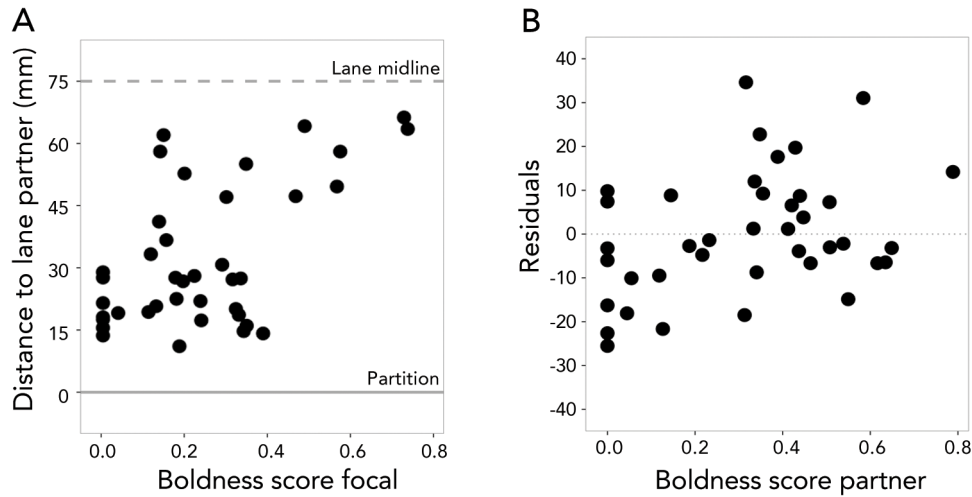 A
Distance to lane partner (mm)
75
60
45
30
15
0
Lane midline
Partition
0.0 0.2 0.4 0.6 0.8
Boldness score focal
B
Residuals
40
30
20
10
0
-10
-20
-30
-40
0.0 0.2 0.4 0.6 0.8
Boldness score partner